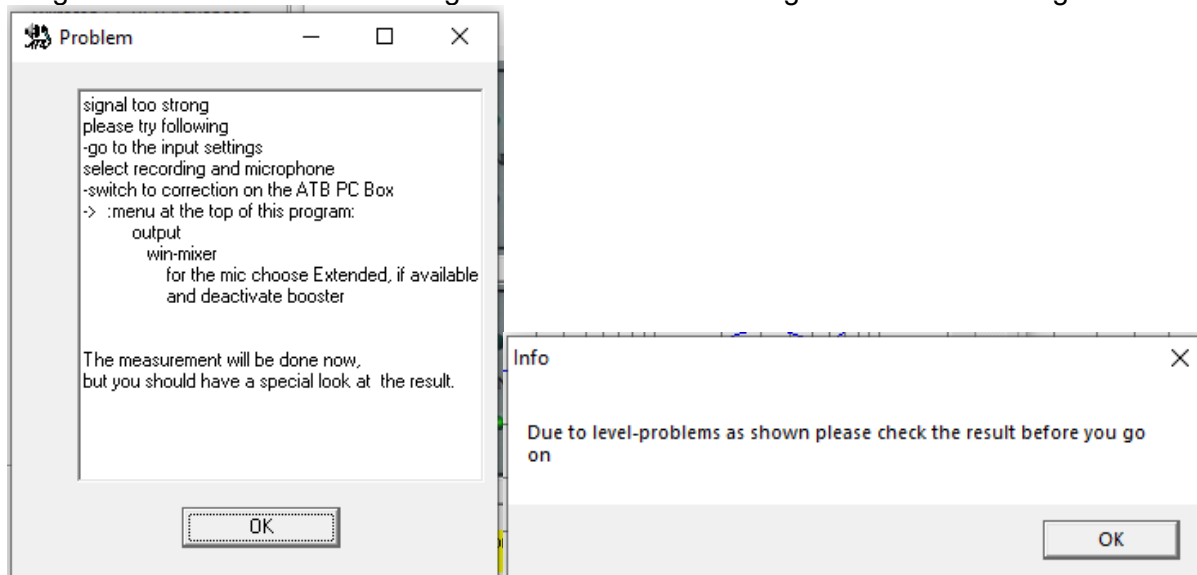 Problem
signal too strong
please try following
-go to the input settings
select recording and microphone
-switch to correction on the ATB PC Box
-> :menu at the top of this program:
output
win-mixer
for the mic choose Extended, if available
and deactivate booster
The measurement will be done now,
but you should have a special look at the result.
OK
Info
Due to level-problems as shown please check the result before you go
on
OK